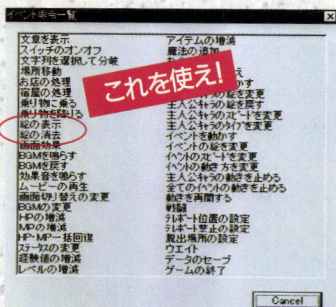 イベント命令一覧
文章を表示
スイッチのオンオフ
文字列を選択して分岐
場所移動
お店の処理
宿屋の処理
乗り物に乗る
乗り物を降りる
絵の表示
絵の消去
画面効果
BGMを鳴らす
BGMを戻す
効果音を鳴らす
ムービーの再生
画面切り替えの変更
BGMの変更
HPの増減
MPの増減
HP・MP一括回復
ステータスの変更
経験値の増減
レベルの増減
アイテムの増減
魔法の追加
これを使え!
の絵を変更
主人公キャラの絵を戻す
主人公キャラのスピードを変更
主人公キャラのタイプを変更
イベントを動かす
イベントの絵を変更
イベントのスピードを変更
イベントの動き方を変更
主人公キャラの動きを止める
全てのイベントの動きを止める
動きを再開する
戦闘
テレポート位置の設定
テレポート禁止の設定
脱出場所の設定
ウエイト
データのセーブ
ゲームの終了
Cancel